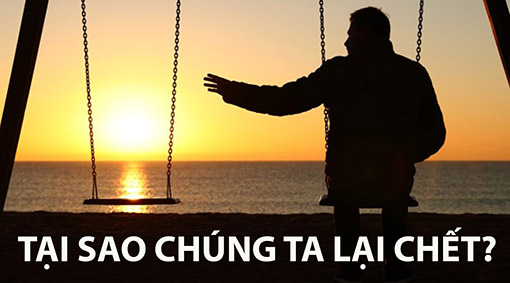 TẠI SAO CHÚNG TA LẠI CHẾT?